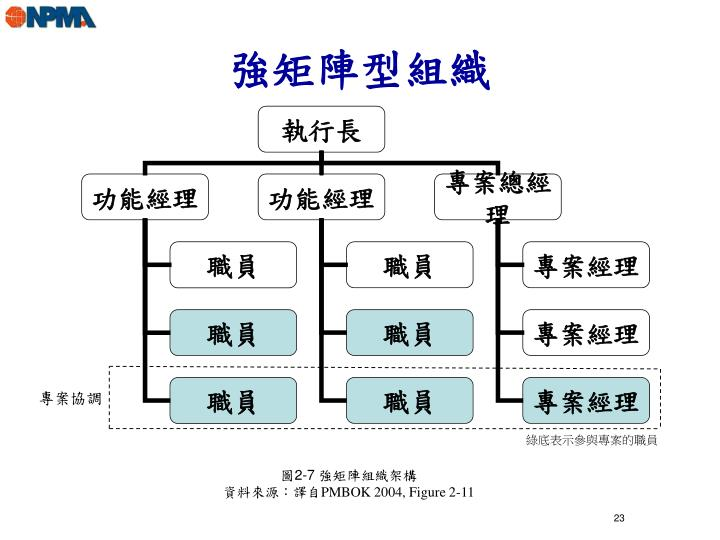 NPMA
強矩陣型組織
執行長
功能經理 功能經理 專案總經
理
職員 職員 專案經理
職員 職員 專案經理
專案協調 職員 職員 專案經理
綠底表示參與專案的職員
圖2-7 強矩陣組織架構
資料來源：譯自PMBOK 2004, Figure 2-11
23